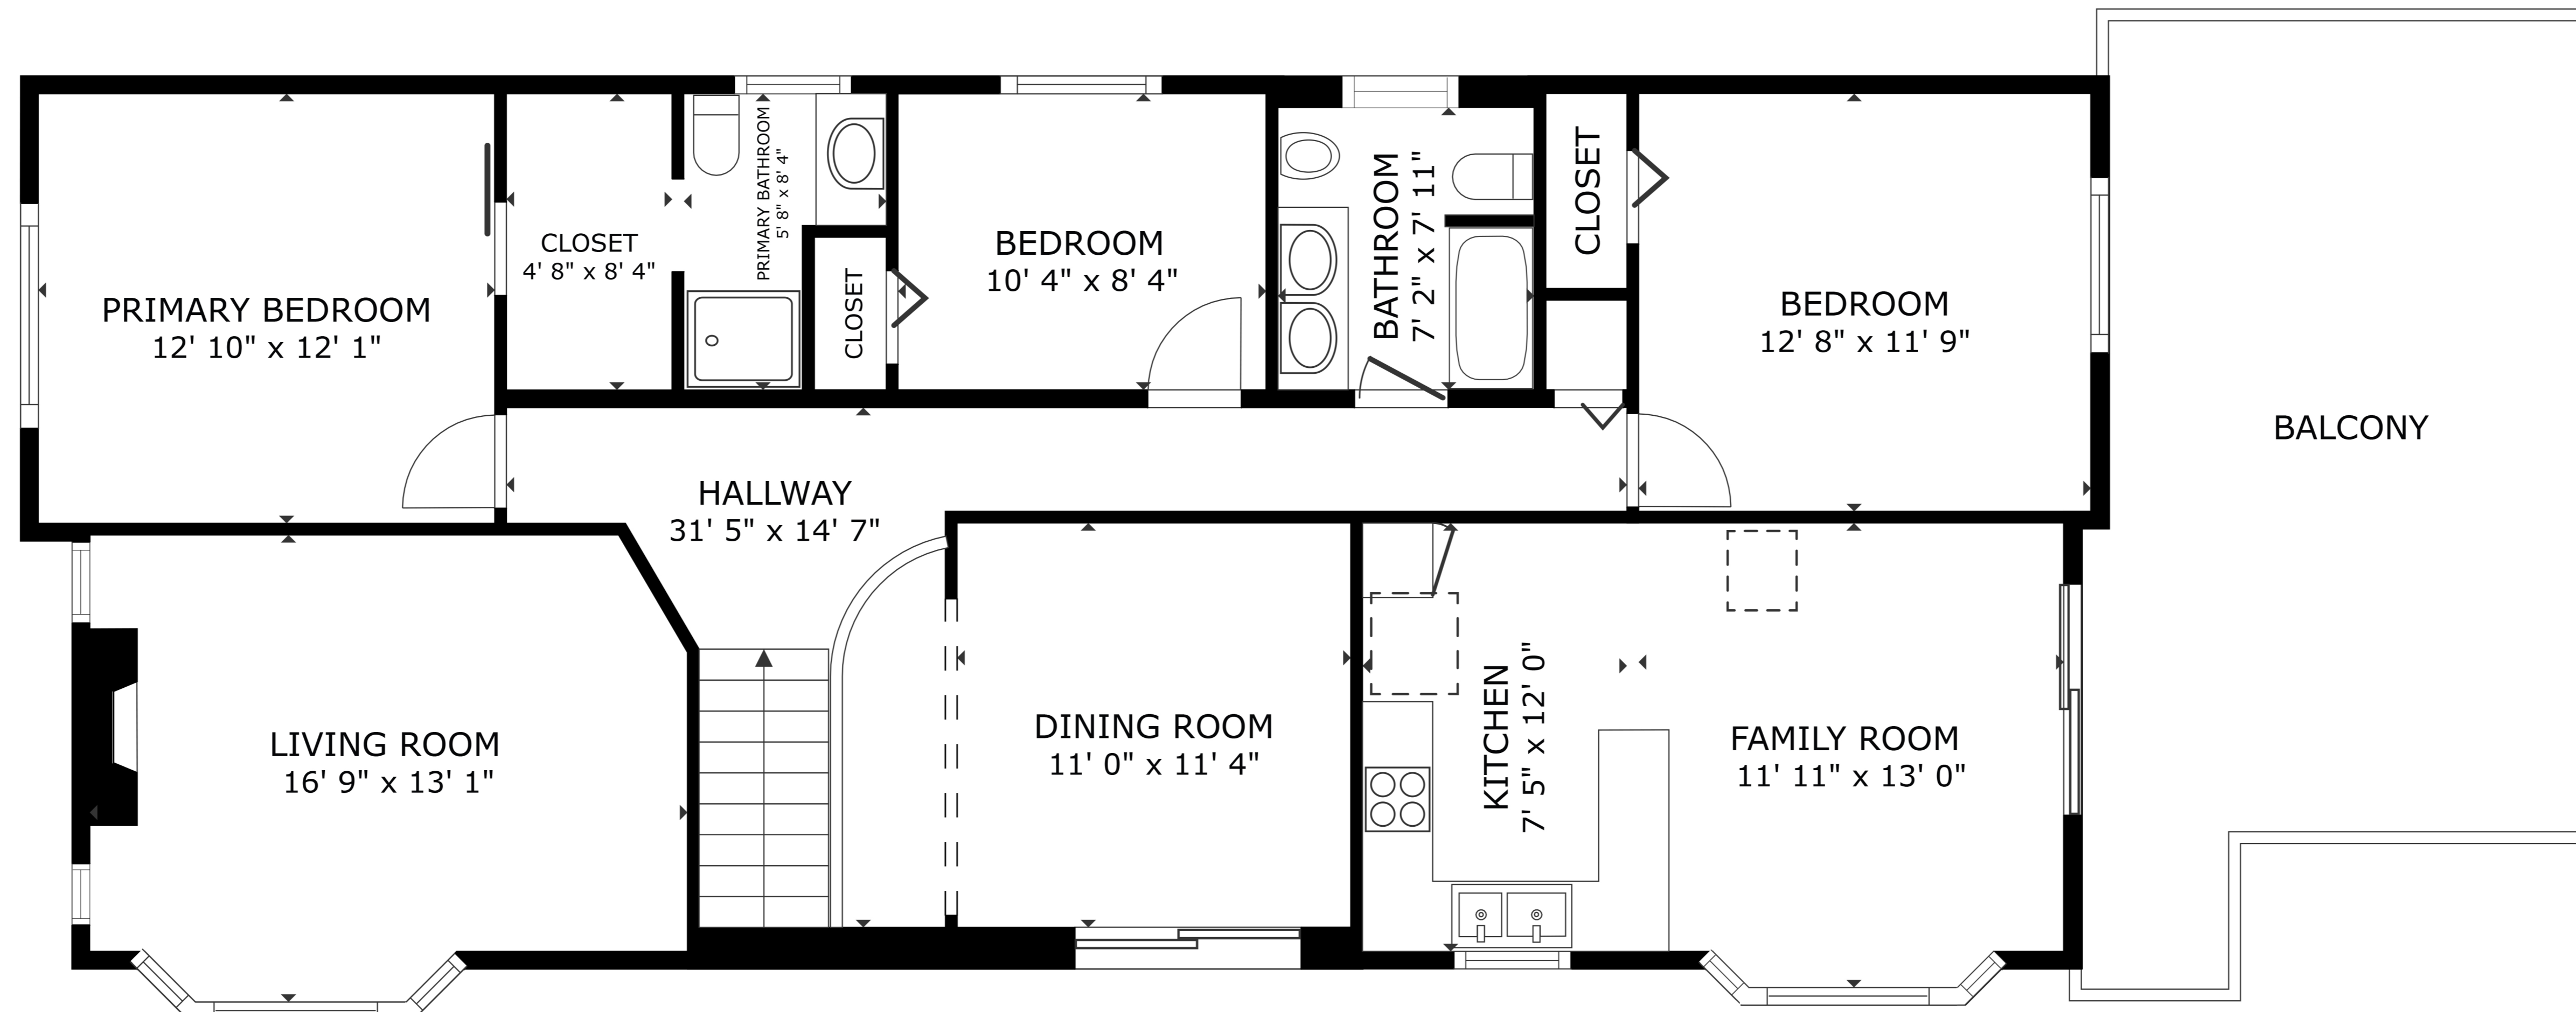 PRIMARY BEDROOM
12' 10" x 12' 1"
CLOSET
4' 8" x 8' 4"
PRIMARY BATHROOM
5' 8" x 8' 4"
CLOSET
BEDROOM
10' 4" x 8' 4"
BATHROOM
7' 2" x 7' 11"
CLOSET
BEDROOM
12' 8" x 11' 9"
BALCONY
HALLWAY
31' 5" x 14' 7"
LIVING ROOM
16' 9" x 13' 1"
DINING ROOM
11' 0" x 11' 4"
KITCHEN
7' 5" x 12' 0"
FAMILY ROOM
11' 11" x 13' 0"